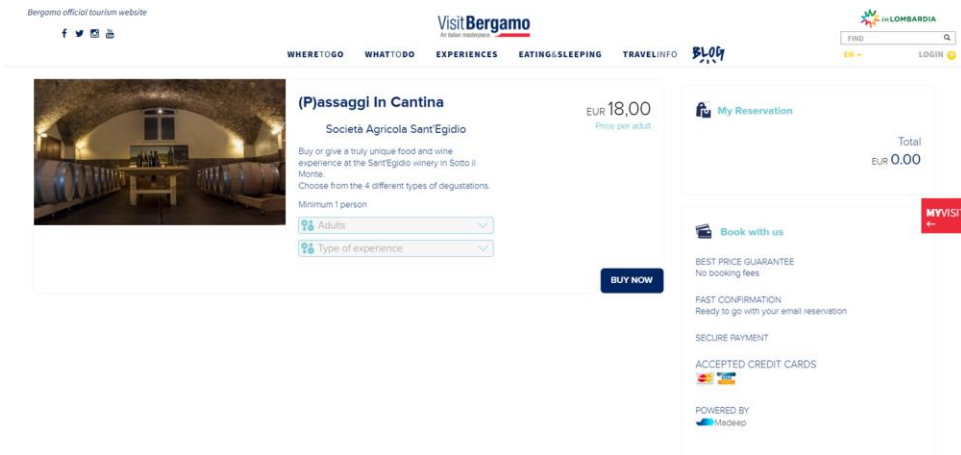 Bergamo official tourism website
VisitBergamo
An italian masterpiece
inLOMBARDIA
FIND
EN
LOGIN
WHERETOGO WHATTODO EXPERIENCES EATING&SLEEPING TRAVELINFO BLOG
(P)assaggi In Cantina
Società Agricola Sant'Egidio
Buy or give a truly unique food and wine
experience at the Sant'Egidio winery in Sotto il
Monte.
Choose from the 4 different types of degustations.
Minimum 1 person
Adults
Type of experience
EUR 18,00
Price per adult
BUY NOW
My Reservation
Total
EUR 0.00
MYVISIT
Book with us
BEST PRICE GUARANTEE
No booking fees
FAST CONFIRMATION
Ready to go with your email reservation
SECURE PAYMENT
ACCEPTED CREDIT CARDS
POWERED BY
Madeep